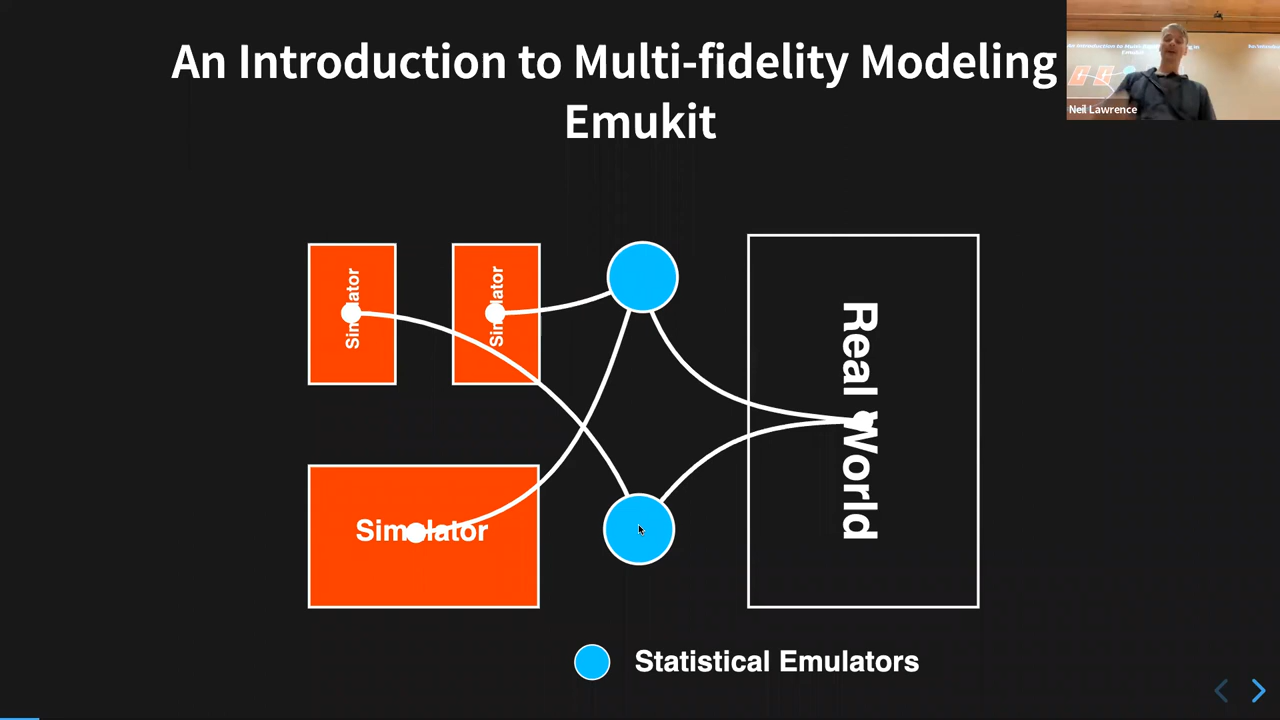 An Introduction to Multi-fidelity Modeling
Emukit
Neil Lawrence
Simulator
Simulator
Real World
Simulator
Statistical Emulators